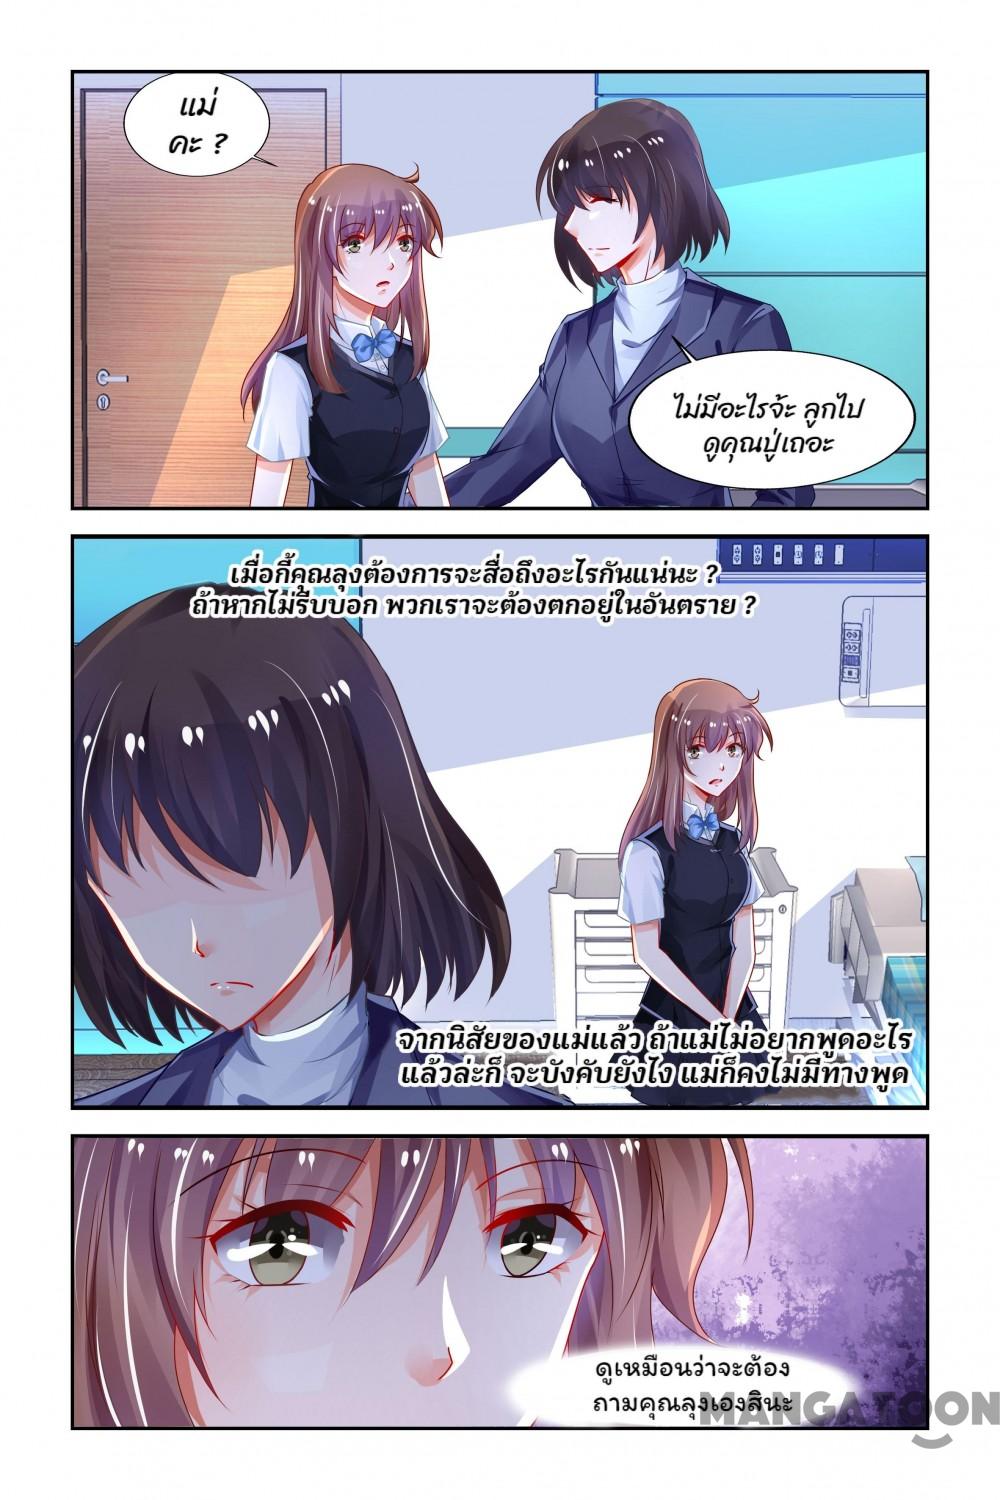 แม่
คะ ?
ไม่มีอะไรจ้ะ ลูกไป
ดูคุณปู่เถอะ
เมื่อกี้คุณลุงต้องการจะสื่อถึงอะไรกันแน่นะ ?
ถ้าหากไม่รีบบอก พวกเราจะต้องตกอยู่ในอันตราย ?
จากนิสัยของแม่แล้ว ถ้าแม่ไม่อยากพูดอะไร
แล้วล่ะก็ จะบังคับยังไง แม่ก็คงไม่มีทางพูด
ดูเหมือนว่าจะต้อง
ถามคุณลุงเองสินะ
MANGATOON